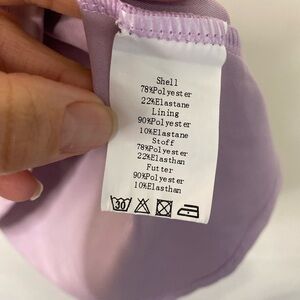 Shell
78%Polyester
22%Elastane
Lining
90%Polyester
10%Elastane
Stoff
78%Polyester
22%Elasthan
Futter
90%Polyester
10%Elasthan
30